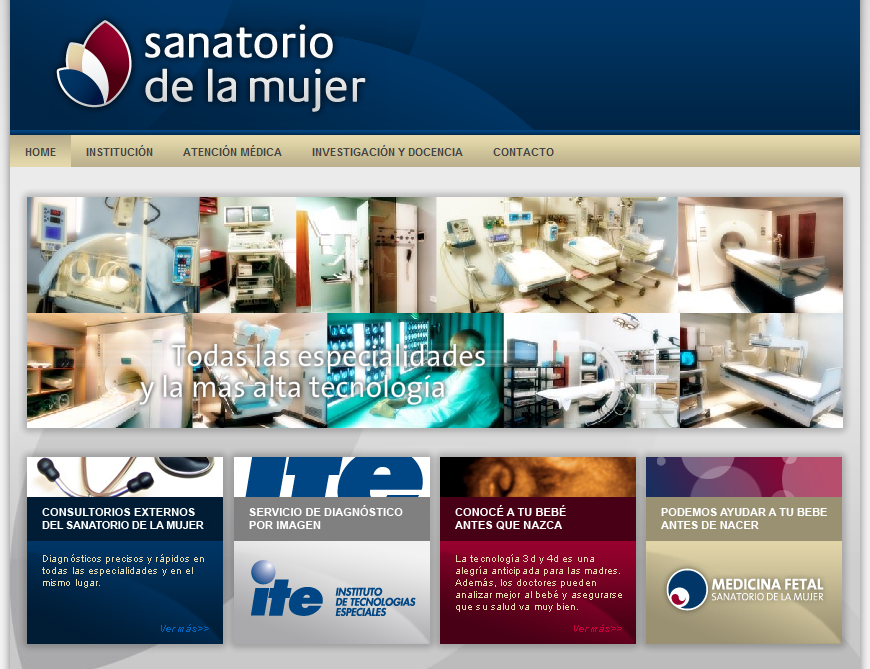 sanatorio
de la mujer
HOME INSTITUCIÓN ATENCIÓN MÉDICA INVESTIGACIÓN Y DOCENCIA CONTACTO
Todas las especialidades
y la más alta tecnología
ite
CONSULTORIOS EXTERNOS
DEL SANATORIO DE LA MUJER
Diagnósticos precisos y rápidos en
todas las especialidades y en el
mismo lugar.
Ver más>>
SERVICIO DE DIAGNÓSTICO
POR IMAGEN
ite INSTITUTO
DE TECNOLOGIAS
ESPECIALES
CONOCÉ A TU BEBÉ
ANTES QUE NAZCA
La tecnología 3d y 4d es una
alegría anticipada para las madres.
Además, los doctores pueden
analizar mejor al bebé y asegurarse
que su salud va muy bien.
Ver más>>
PODEMOS AYUDAR A TU BEBE
ANTES DE NACER
MEDICINA FETAL
SANATORIO DE LA MUJER